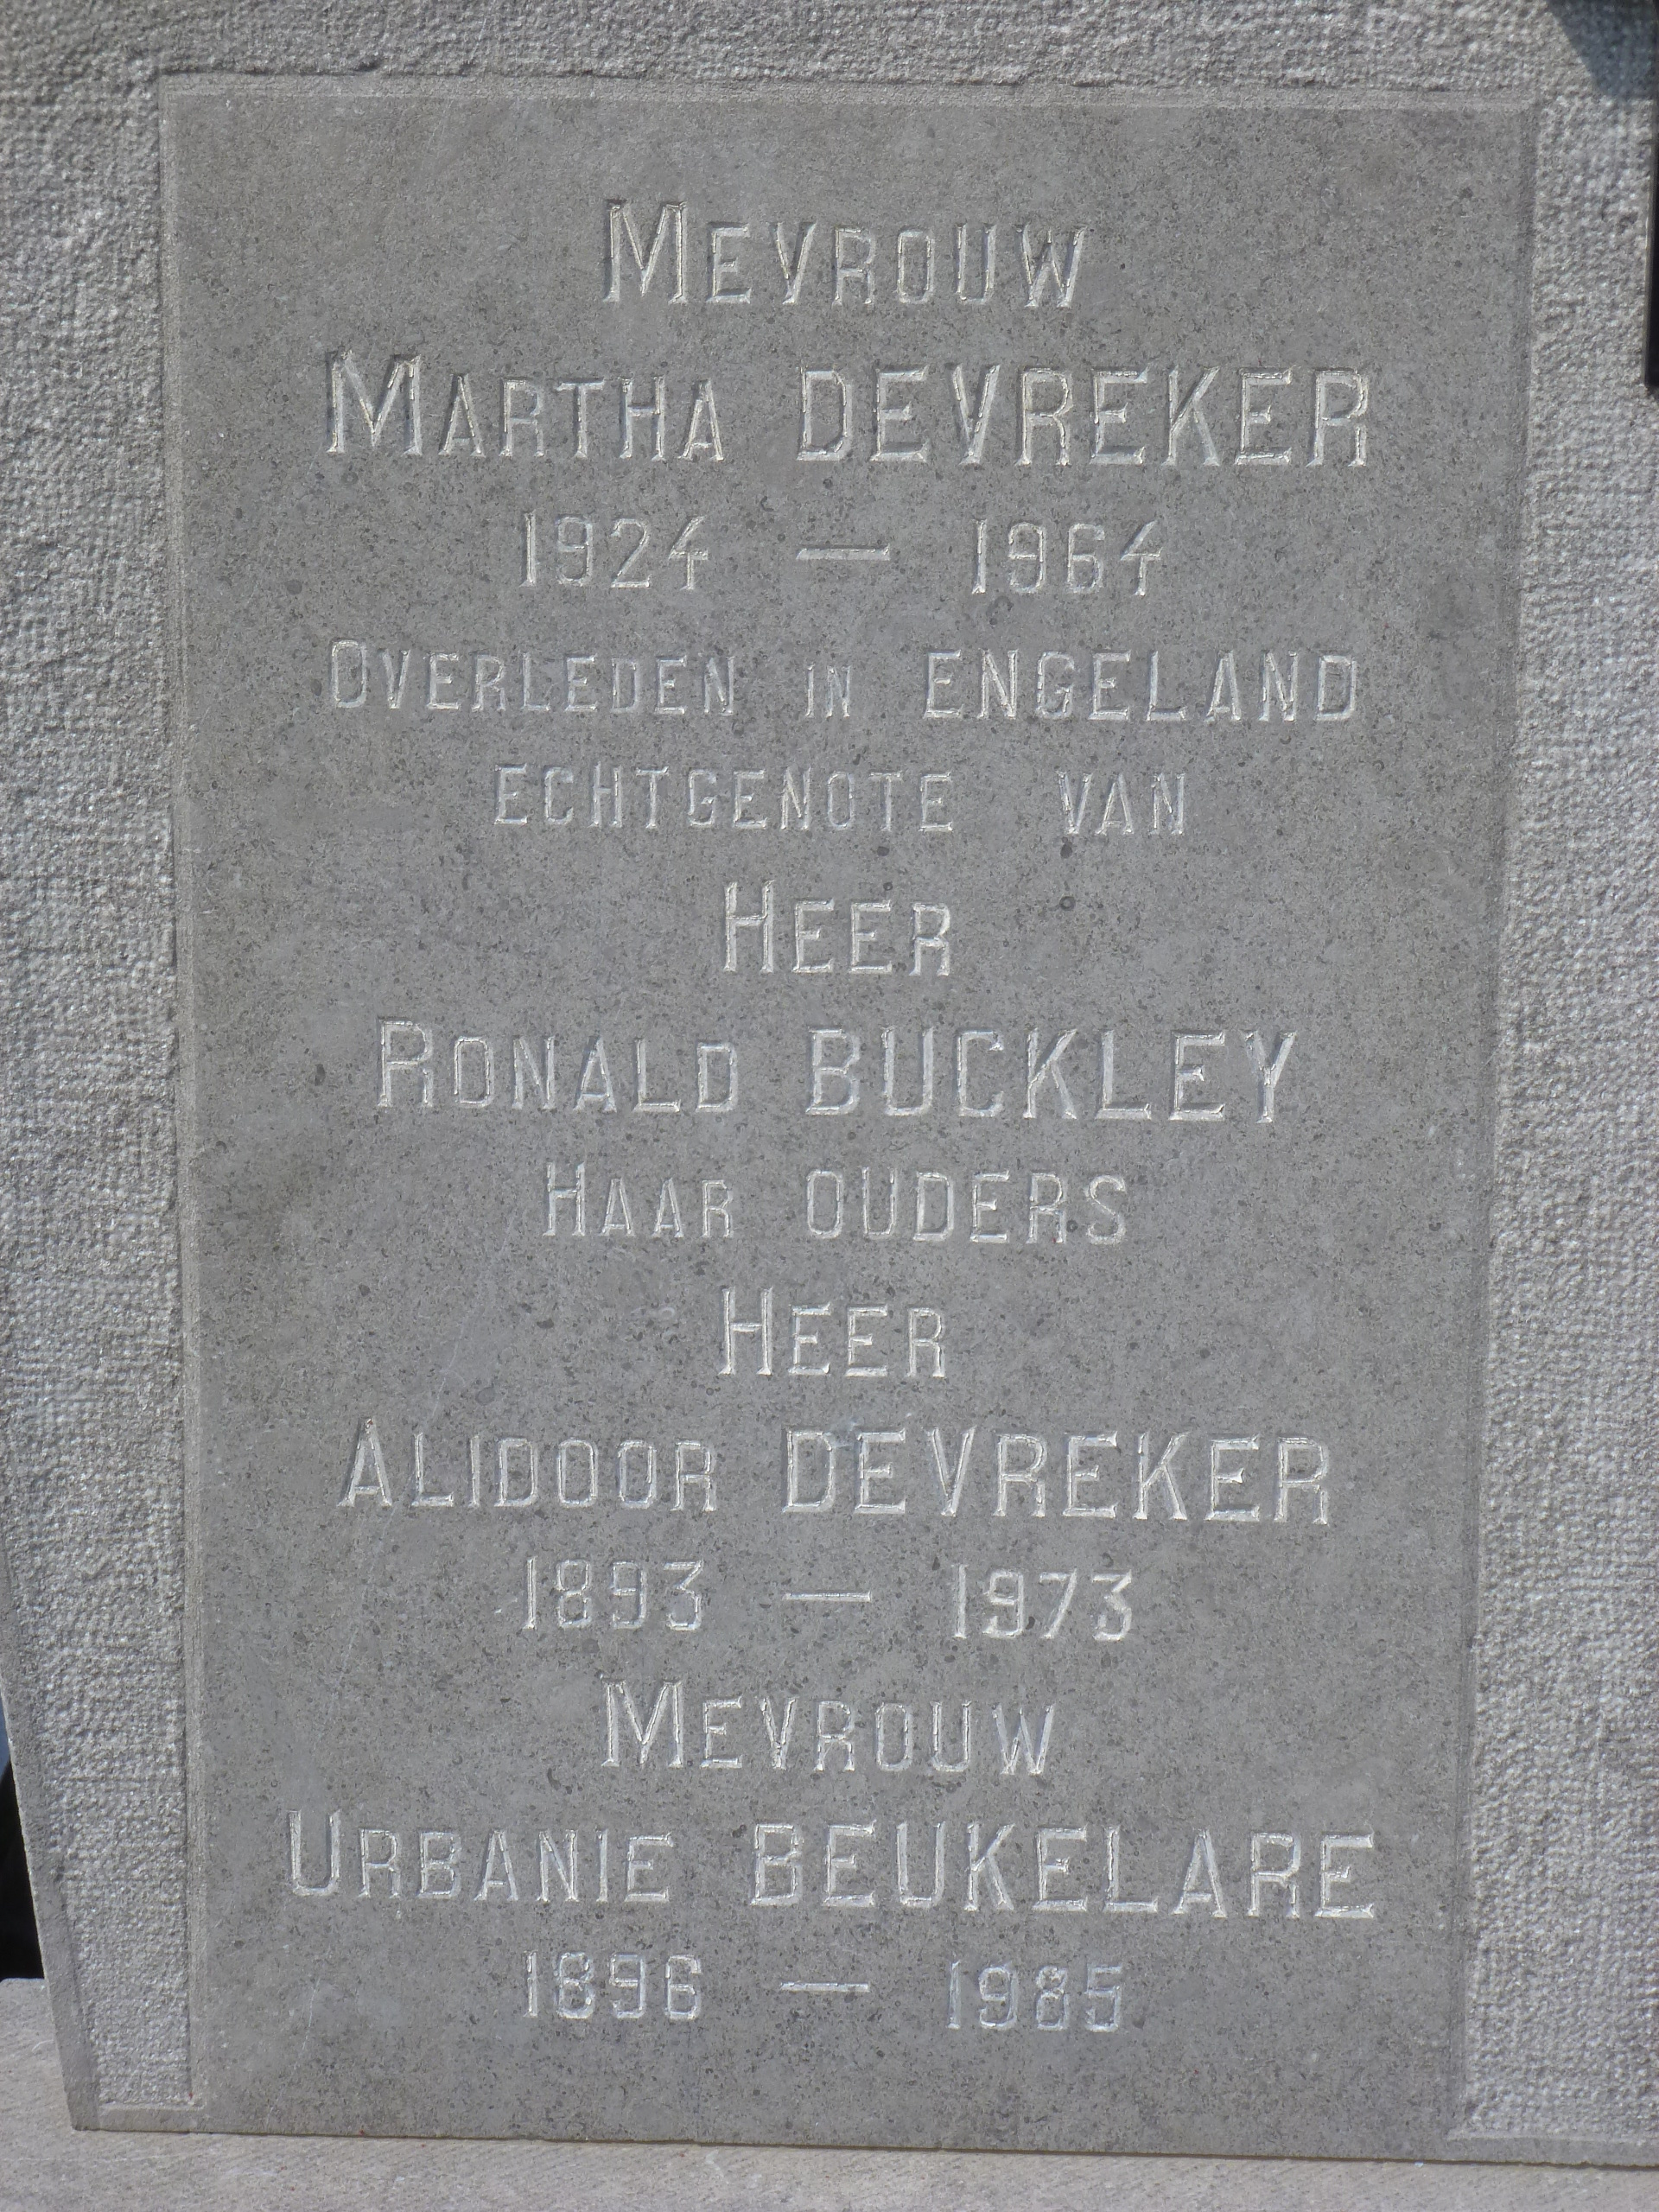 MEVROUW
MARTHA DEVREKER
1924 — 1964
OVERLEDEN IN ENGELAND
ECHTGENOTE VAN
HEER
RONALD BUCKLEY
HAAR OUDERS
HEER
ALIDOOR DEVREKER
1893 — 1973
MEVROUW
URBANIE BEUKELARE
1896 — 1985